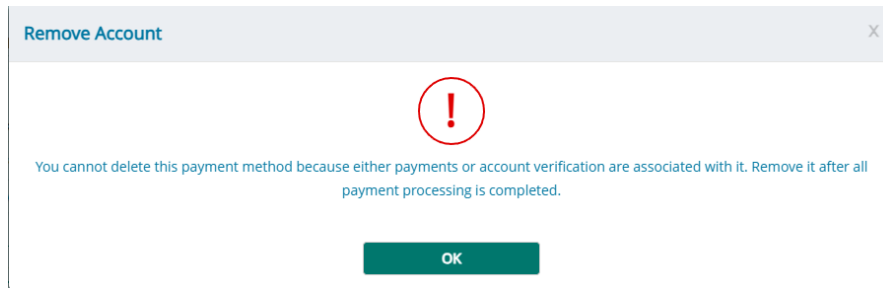 Remove Account
X
!
You cannot delete this payment method because either payments or account verification are associated with it. Remove it after all
payment processing is completed.
OK